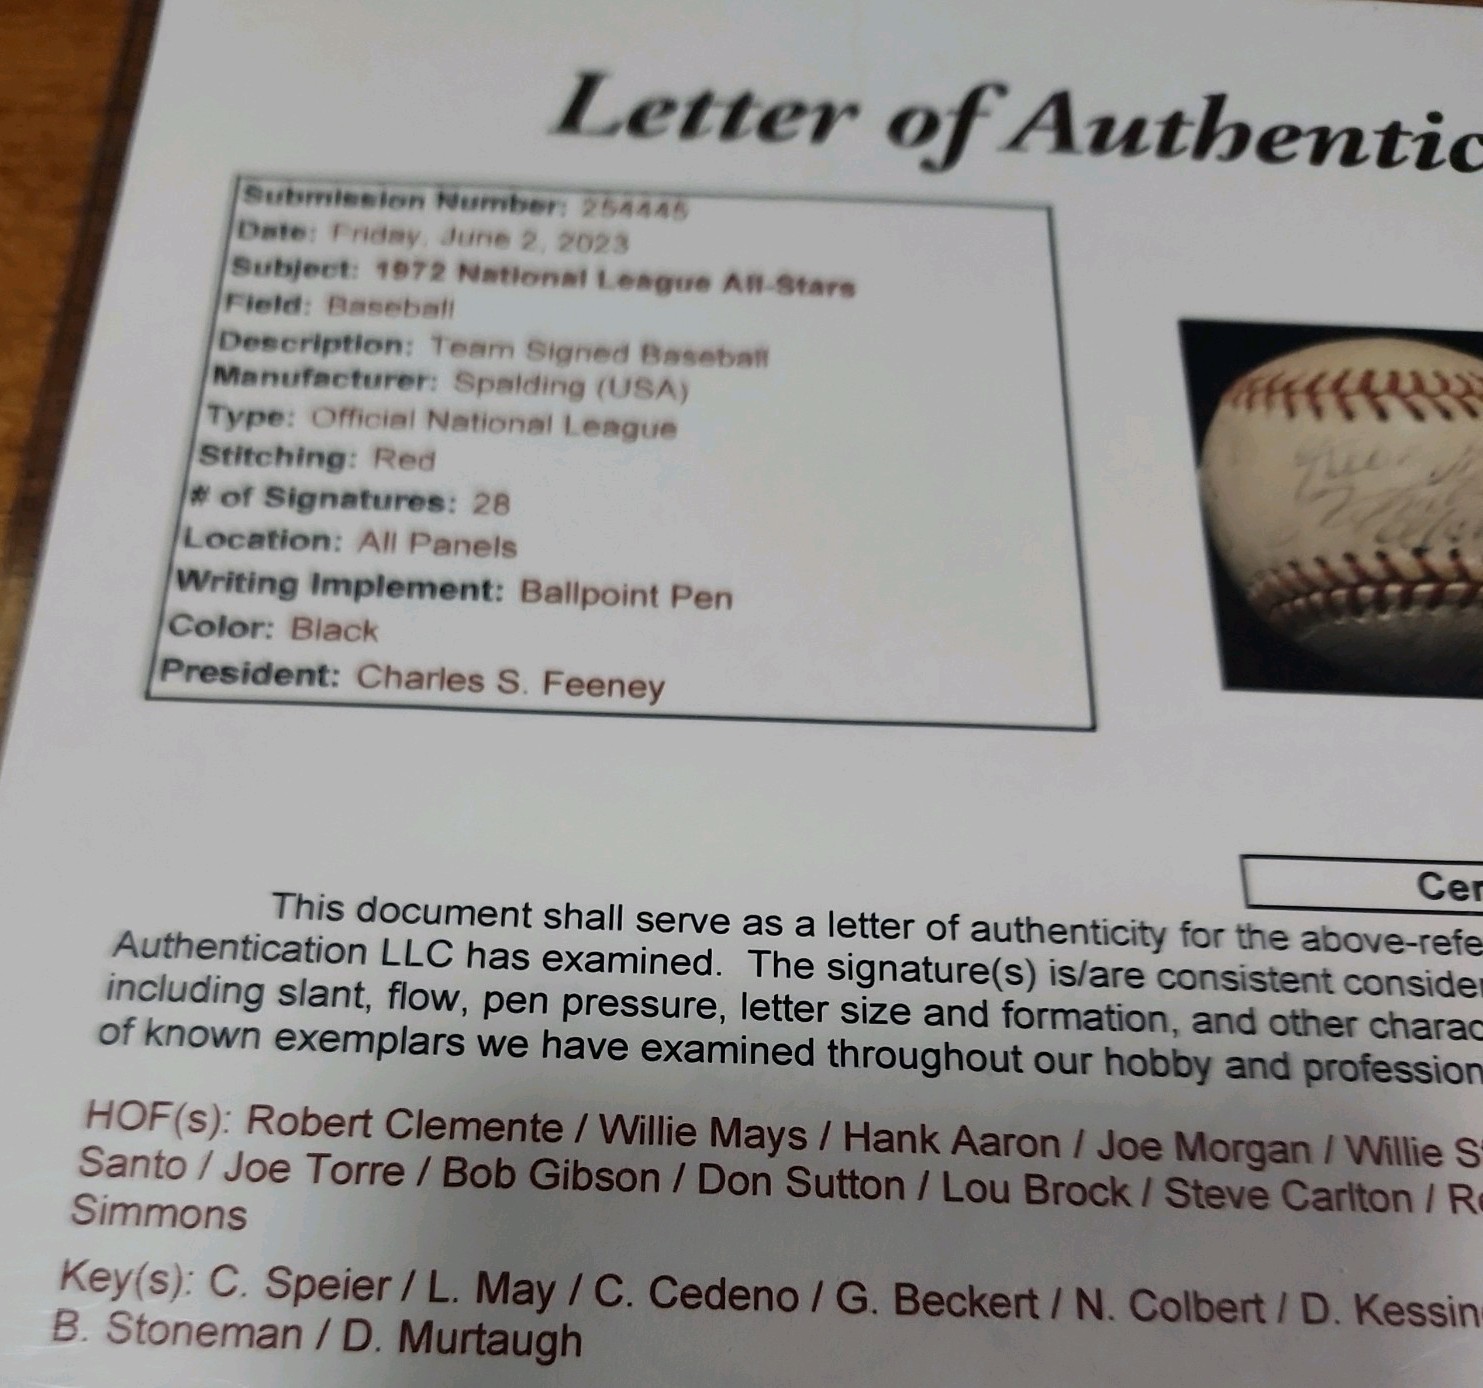 Letter of Authentic
Submission Number: 254445
Date: Friday, June 2, 2023
Subject: 1972 National League All-Stars
Field: Baseball
Description: Team Signed Baseball
Manufacturer: Spalding (USA)
Type: Official National League
Stitching: Red
# of Signatures: 28
Location: All Panels
Writing Implement: Ballpoint Pen
Color: Black
President: Charles S. Feeney
Cer
This document shall serve as a letter of authenticity for the above-refe
Authentication LLC has examined. The signature(s) is/are consistent consider
including slant, flow, pen pressure, letter size and formation, and other charac
of known exemplars we have examined throughout our hobby and profession
HOF(s): Robert Clemente / Willie Mays / Hank Aaron / Joe Morgan / Willie S
Santo / Joe Torre / Bob Gibson / Don Sutton / Lou Brock / Steve Carlton / R
Simmons
Key(s): C. Speier / L. May / C. Cedeno / G. Beckert / N. Colbert / D. Kessin
B. Stoneman / D. Murtaugh